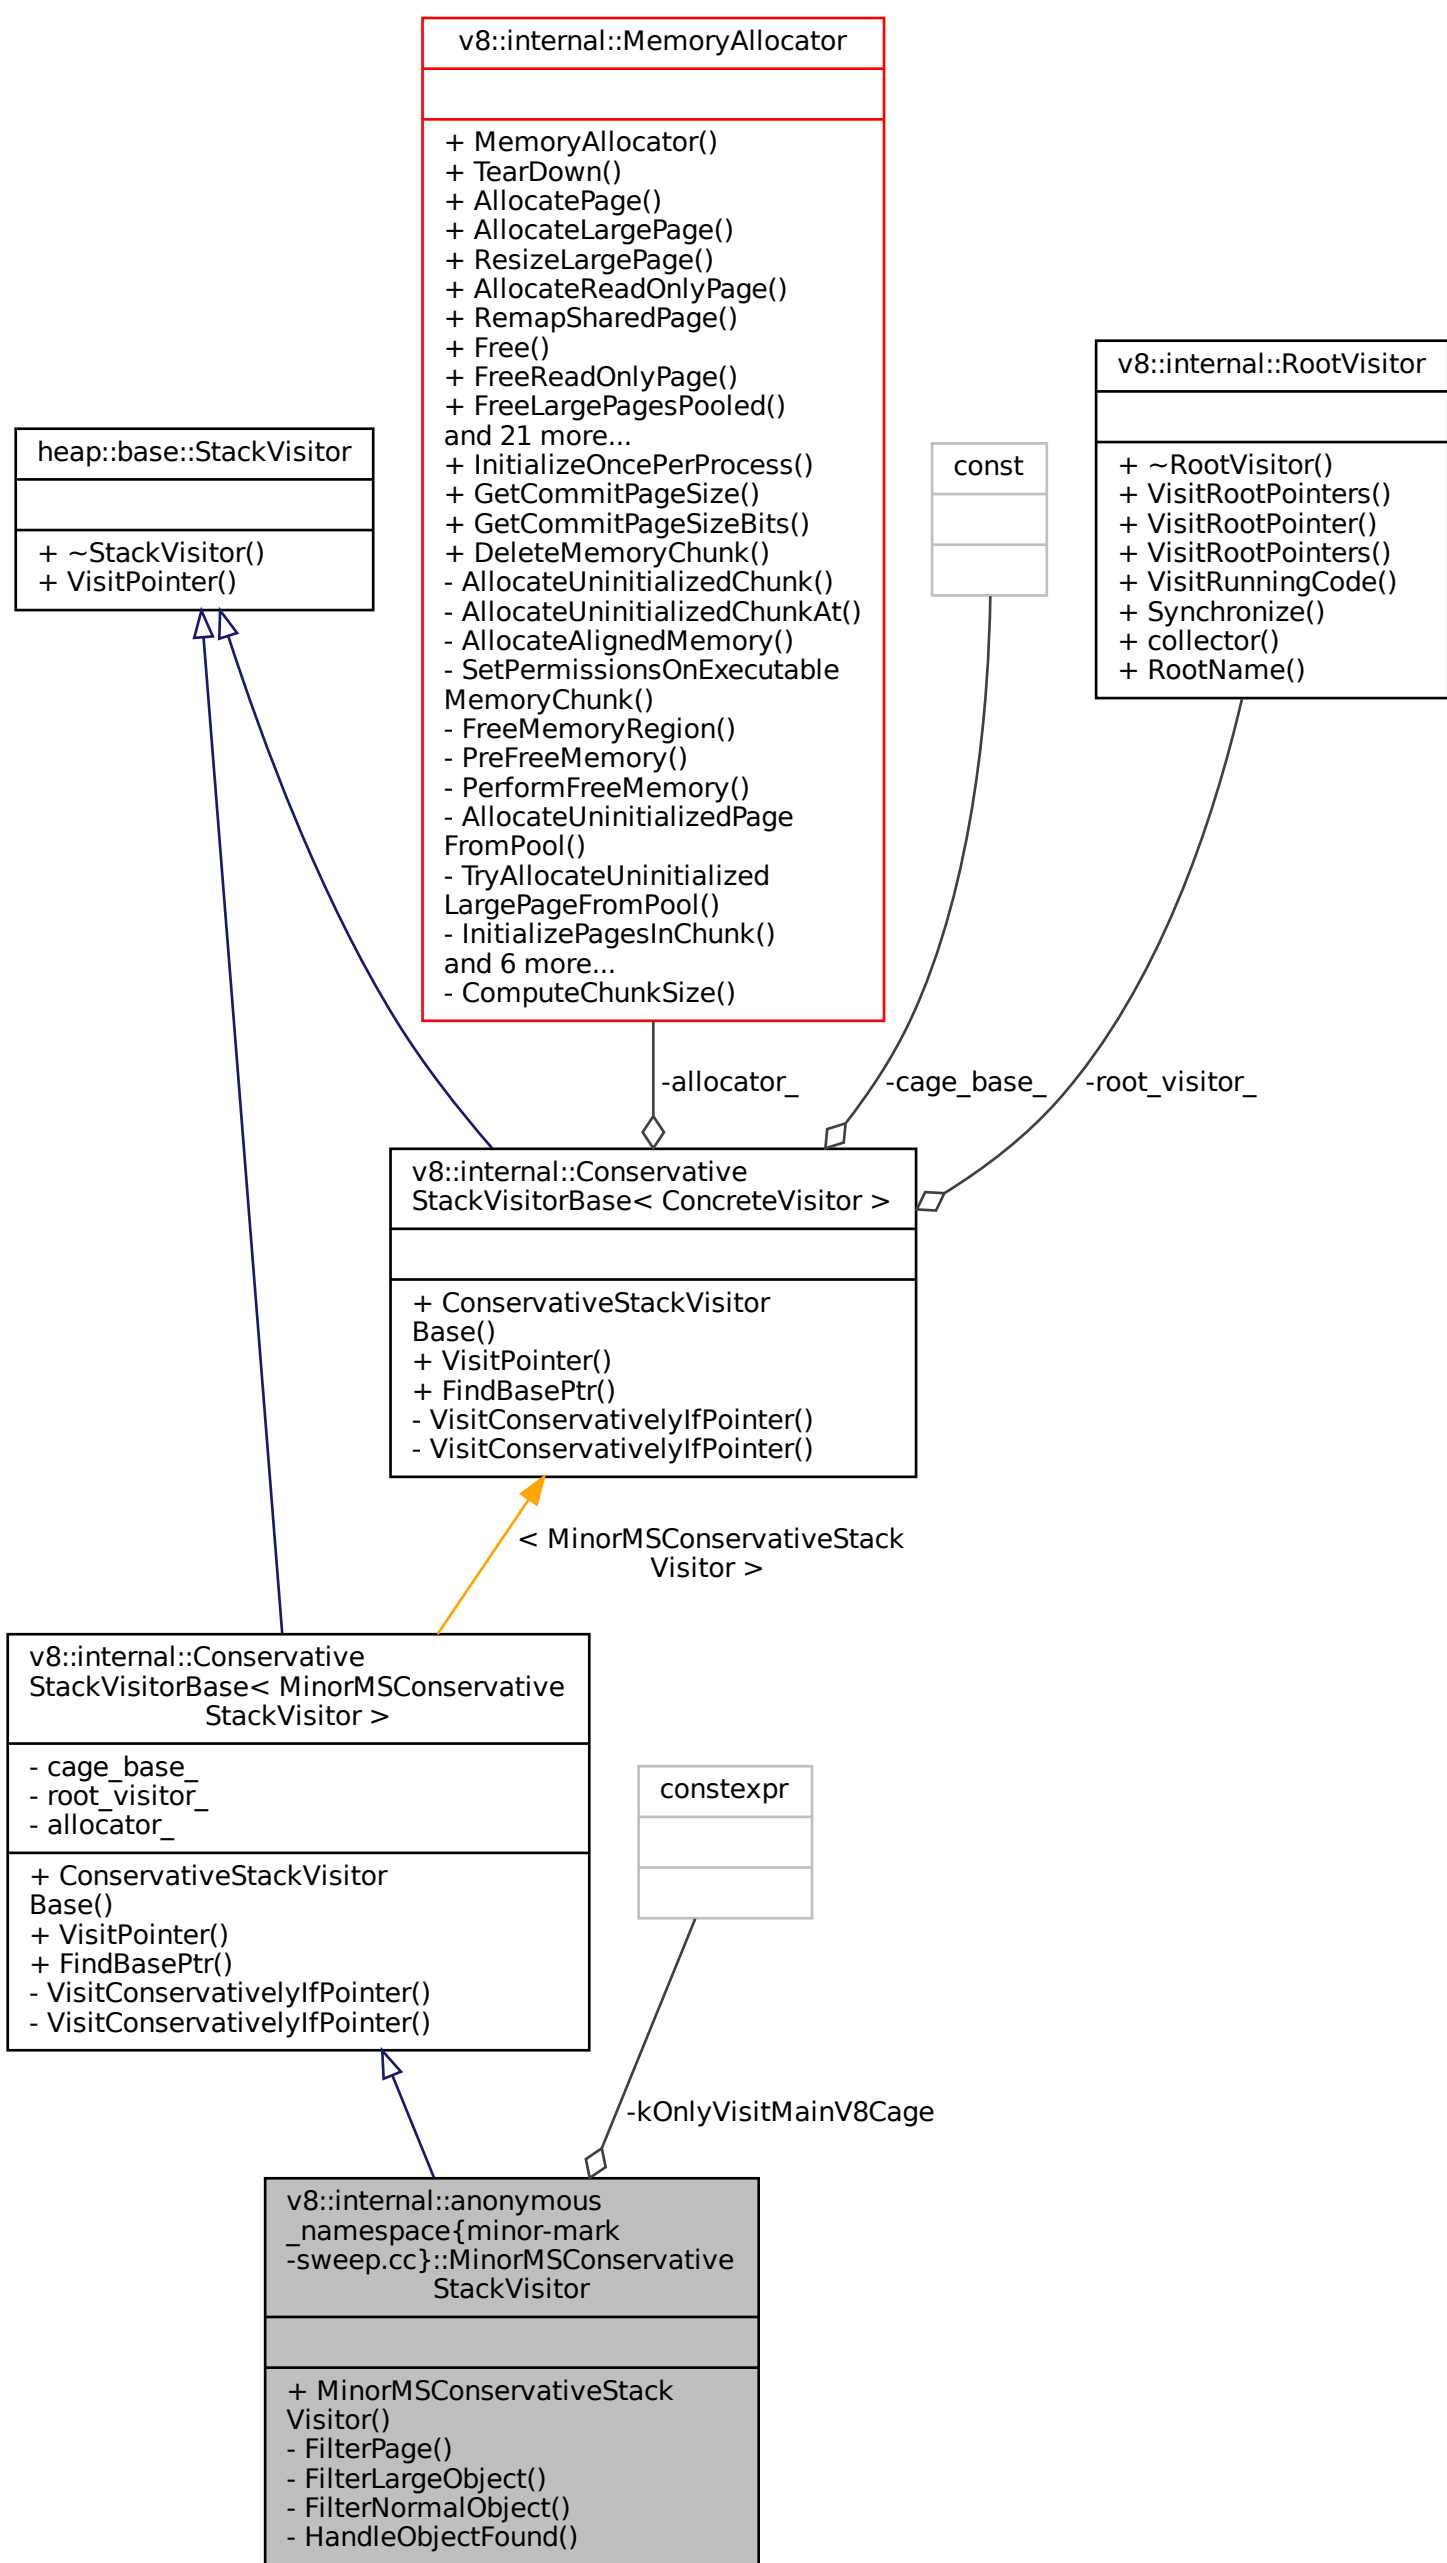 v8::internal::MemoryAllocator
+ MemoryAllocator()
+ TearDown()
+ AllocatePage()
+ AllocateLargePage()
+ ResizeLargePage()
+ AllocateReadOnlyPage()
+ RemapSharedPage()
+ Free()
+ FreeReadOnlyPage()
+ FreeLargePagesPooled()
and 21 more...
+ InitializeOncePerProcess()
+ GetCommitPageSize()
+ GetCommitPageSizeBits()
+ DeleteMemoryChunk()
- AllocateUninitializedChunk()
- AllocateUninitializedChunkAt()
- AllocateAlignedMemory()
- SetPermissionsOnExecutable
MemoryChunk()
- FreeMemoryRegion()
- PreFreeMemory()
- PerformFreeMemory()
- AllocateUninitializedPage
FromPool()
- TryAllocateUninitialized
LargePageFromPool()
- InitializePagesInChunk()
and 6 more...
- ComputeChunkSize()
v8::internal::RootVisitor
+ ~RootVisitor()
+ VisitRootPointers()
+ VisitRootPointer()
+ VisitRootPointers()
+ VisitRunningCode()
+ Synchronize()
+ collector()
+ RootName()
heap::base::StackVisitor
+ ~StackVisitor()
+ VisitPointer()
const
-allocator_
-cage_base_
-root_visitor_
v8::internal::Conservative
StackVisitorBase< ConcreteVisitor >
+ ConservativeStackVisitor
Base()
+ VisitPointer()
+ FindBasePtr()
- VisitConservativelyIfPointer()
- VisitConservativelyIfPointer()
< MinorMSConservativeStack
Visitor >
v8::internal::Conservative
StackVisitorBase< MinorMSConservative
StackVisitor >
- cage_base_
- root_visitor_
- allocator_
+ ConservativeStackVisitor
Base()
+ VisitPointer()
+ FindBasePtr()
- VisitConservativelyIfPointer()
- VisitConservativelyIfPointer()
constexpr
-kOnlyVisitMainV8Cage
v8::internal::anonymous
_namespace{minor-mark
-sweep.cc}::MinorMSConservative
StackVisitor
+ MinorMSConservativeStack
Visitor()
- FilterPage()
- FilterLargeObject()
- FilterNormalObject()
- HandleObjectFound()